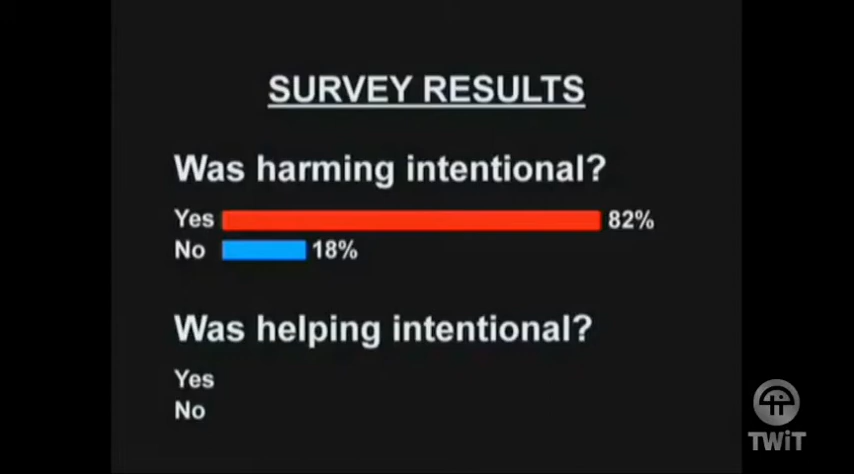 SURVEY RESULTS
Was harming intentional?
Yes 82%
No 18%
Was helping intentional?
Yes
No
TWiT